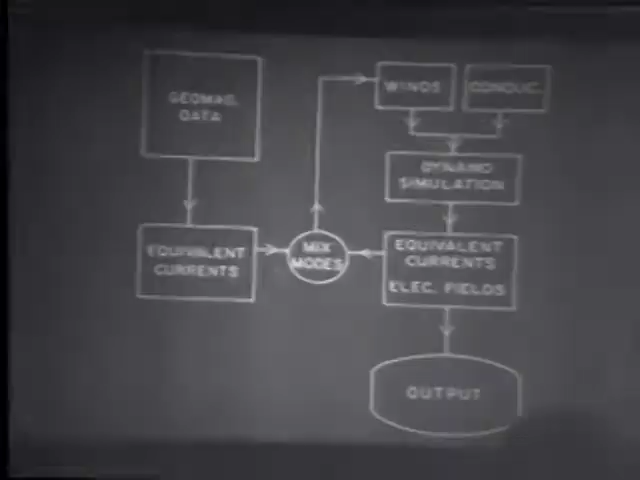 GEOMAG.
DATA
WINDS
CONDUC.
DYNAMO
SIMULATION
EQUIVALENT
CURRENTS
MIX
MODES
EQUIVALENT
CURRENTS
ELEC. FIELDS
OUTPUT